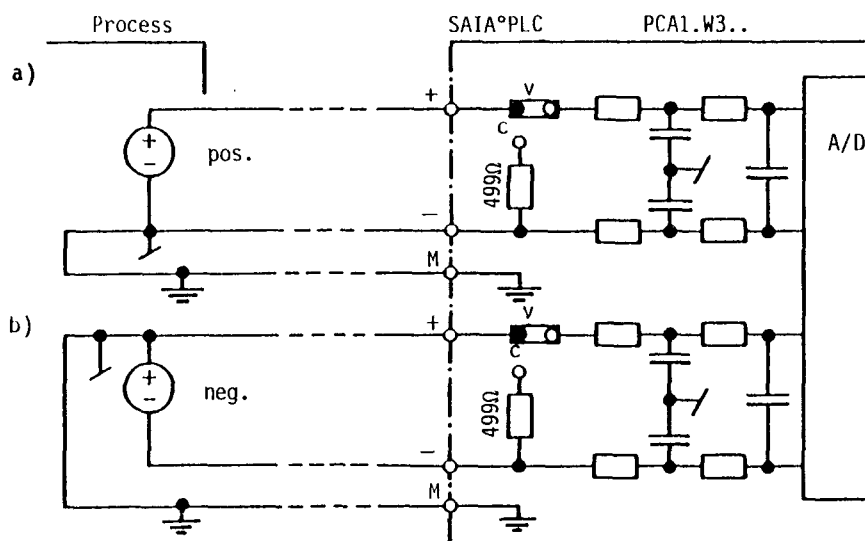 Process
SAIA°PLC
PCA1.W3..
a)
+
V
C
A/D
+
−
pos.
499Ω
−
M
b)
+
V
C
+
−
neg.
499Ω
−
M